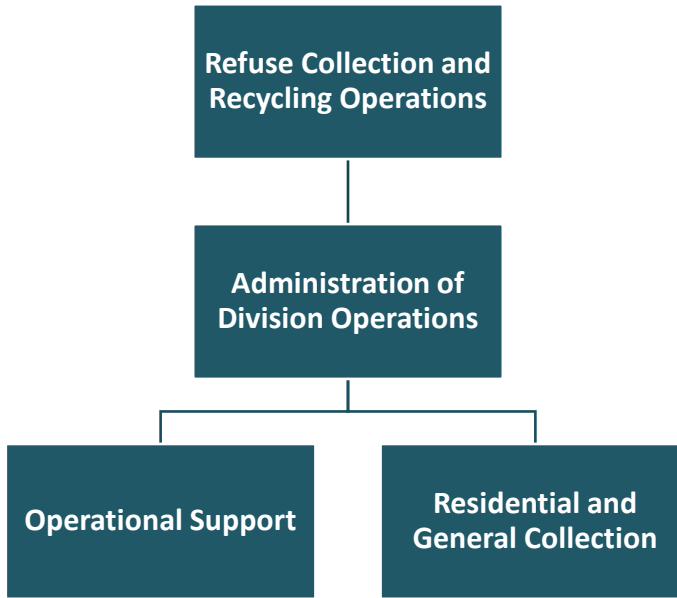 Refuse Collection and
Recycling Operations
Administration of
Division Operations
Operational Support
Residential and
General Collection